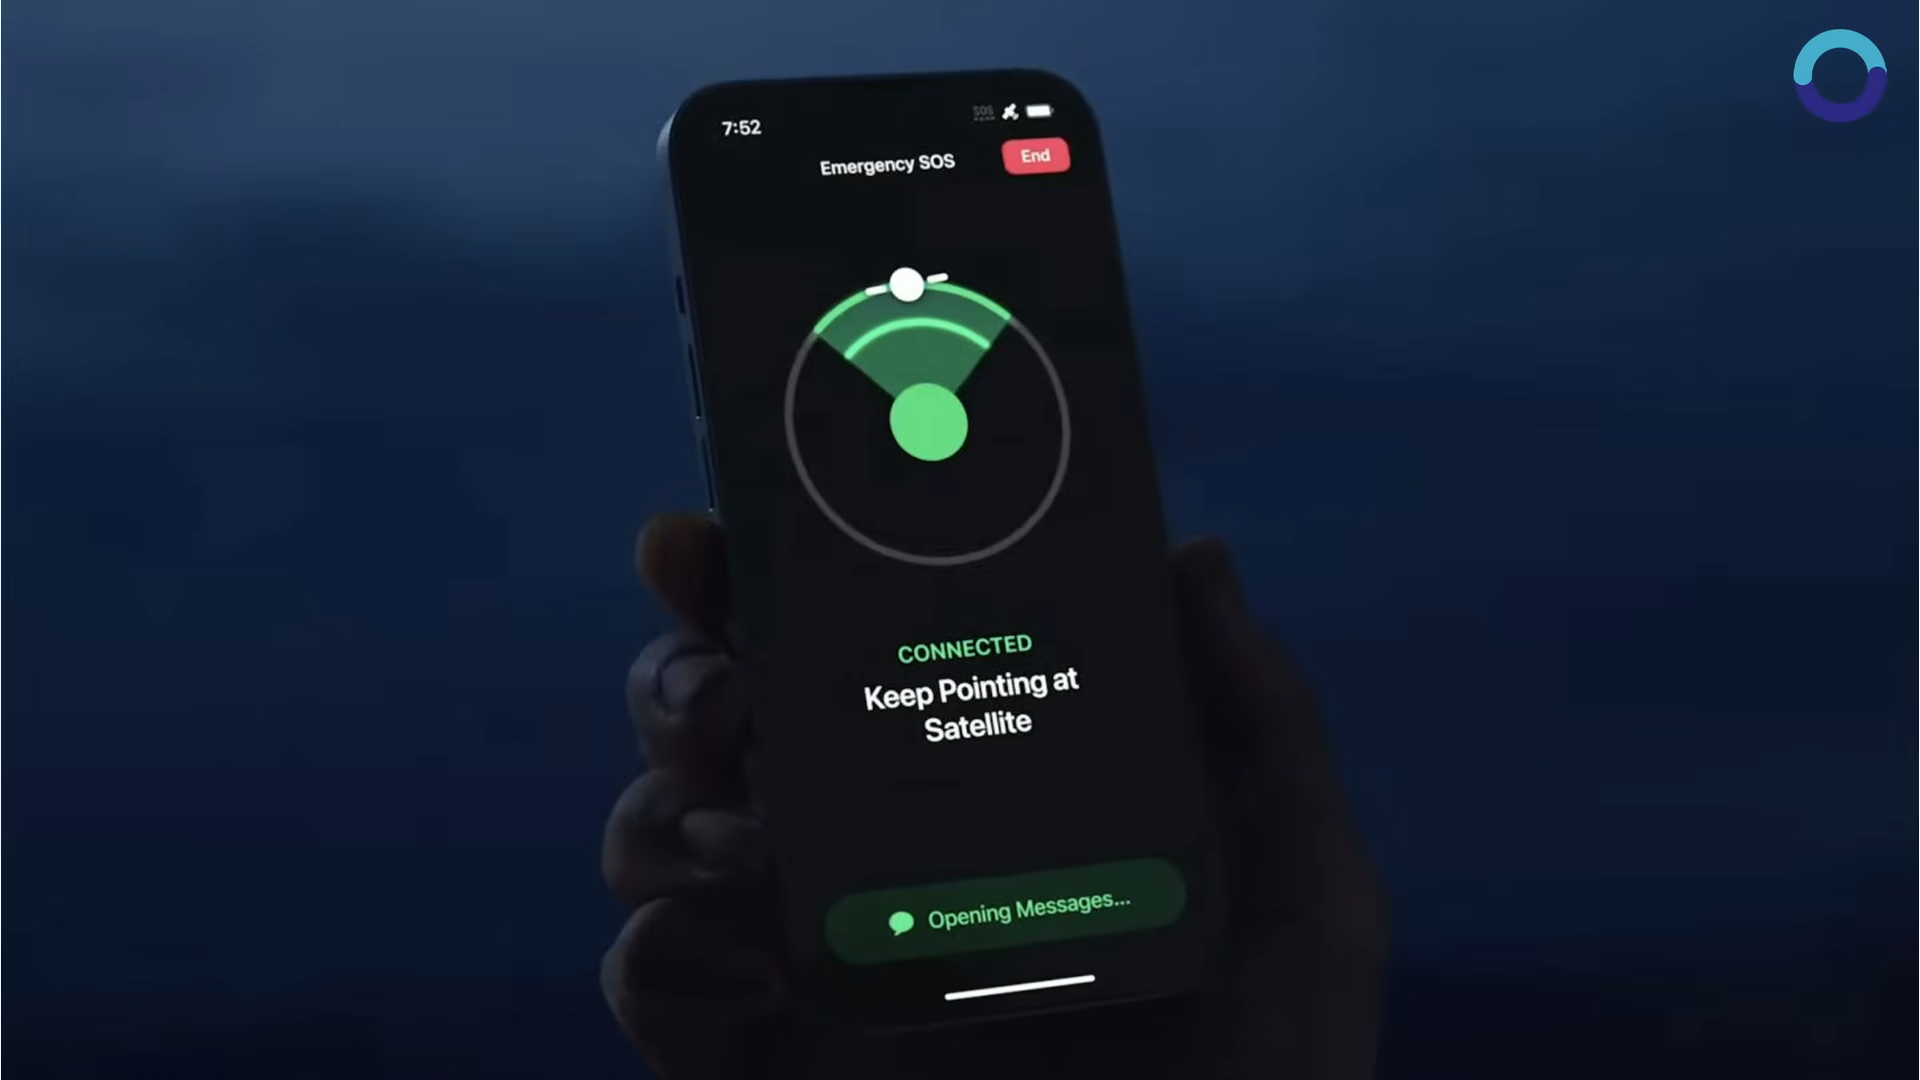 7:52
SOS
Emergency SOS
End
CONNECTED
Keep Pointing at
Satellite
Opening Messages...